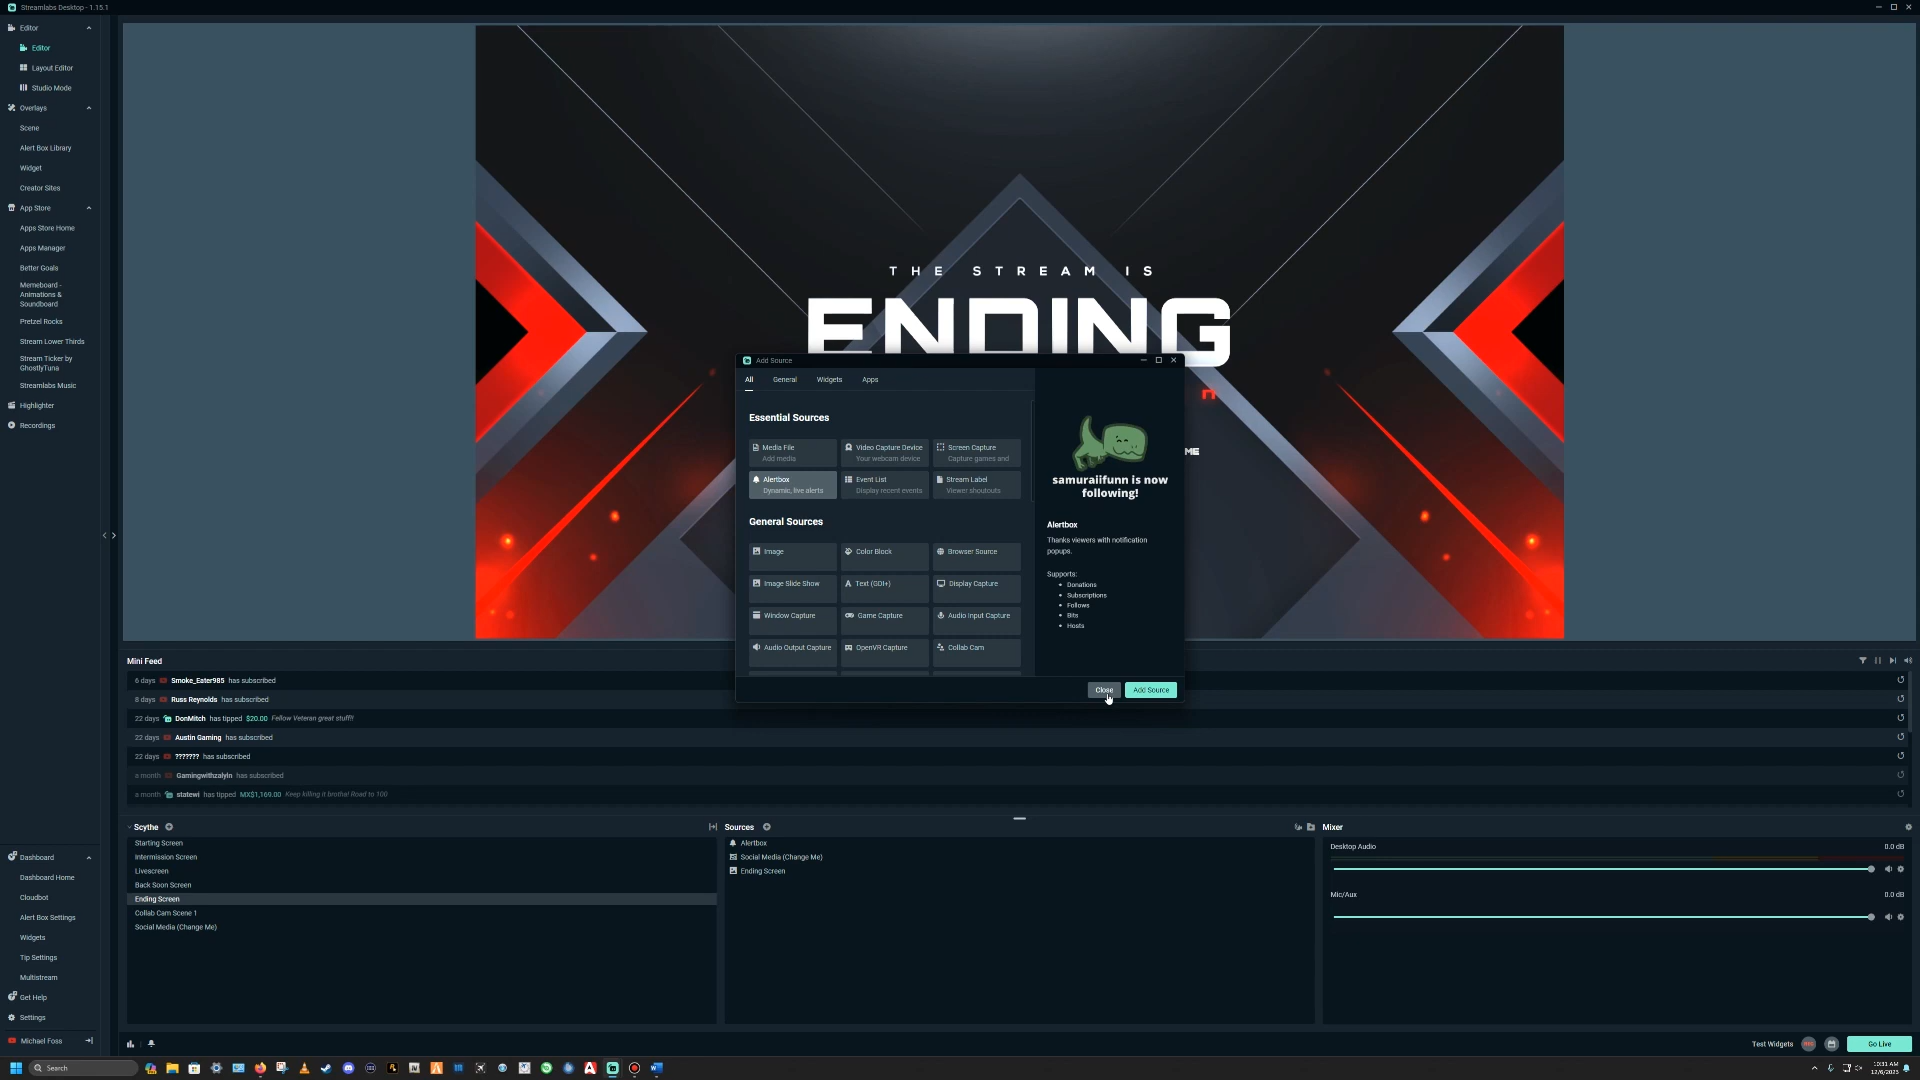 Streamlabs Desktop - 1.15.1
Editor
Editor
Layout Editor
Studio Mode
Overlays
Scene
Alert Box Library
Widget
Creator Sites
App Store
Apps Store Home
Apps Manager
Better Goals
Memeboard -
Animations &
Soundboard
Pretzel Rocks
Stream Lower Thirds
Stream Ticker by
GhostlyTuna
Streamlabs Music
Highlighter
Recordings
THE STREAM IS
ENDING
ME
Add Source
All General Widgets Apps
Essential Sources
Media File Video Capture Device Screen Capture
Add media Your webcam device Capture games and
Alertbox Event List Stream Label
Dynamic, live alerts Display recent events Viewer shoutouts
General Sources
Image Color Block Browser Source
Image Slide Show Text (GDI+) Display Capture
Window Capture Game Capture Audio Input Capture
Audio Output Capture OpenVR Capture Collab Cam
samuraiifunn is now
following!
Alertbox
Thanks viewers with notification
popups.
Supports:
• Donations
• Subscriptions
• Follows
• Bits
• Hosts
Close Add Source
Mini Feed
6 days Smoke_Eater985 has subscribed
8 days Russ Reynolds has subscribed
22 days DonMitch has tipped $20.00 Fellow Veteran great stuff!!
22 days Austin Gaming has subscribed
22 days ??????? has subscribed
a month Gamingwithzalyin has subscribed
a month statewi has tipped MX$1,169.00 Keep killing it brotha! Road to 100
Scythe
Starting Screen
Intermission Screen
Livescreen
Back Soon Screen
Ending Screen
Collab Cam Scene 1
Social Media (Change Me)
Sources
Alertbox
Social Media (Change Me)
Ending Screen
Mixer
Desktop Audio 0.0 dB
Mic/Aux 0.0 dB
Dashboard
Dashboard Home
Cloudbot
Alert Box Settings
Widgets
Tip Settings
Multistream
Get Help
Settings
Michael Foss
Test Widgets REC Go Live
Search
10:31 AM
12/6/2023